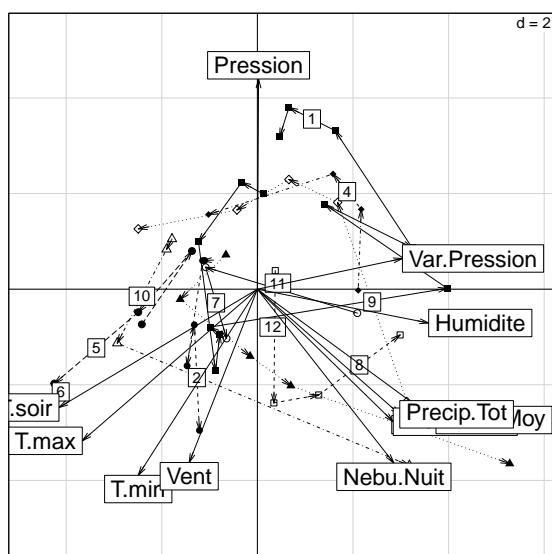 d = 2
Pression
1
4
Var.Pression
11
10
7
9
Humidite
12
5
8
2
6
.soir
Precip.Tot
Moy
T.max
T.min
Vent
Nebu.Nuit